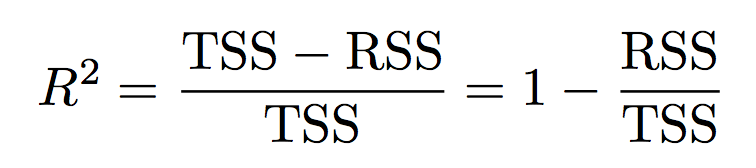 R² = (TSS − RSS) / TSS = 1 − RSS / TSS